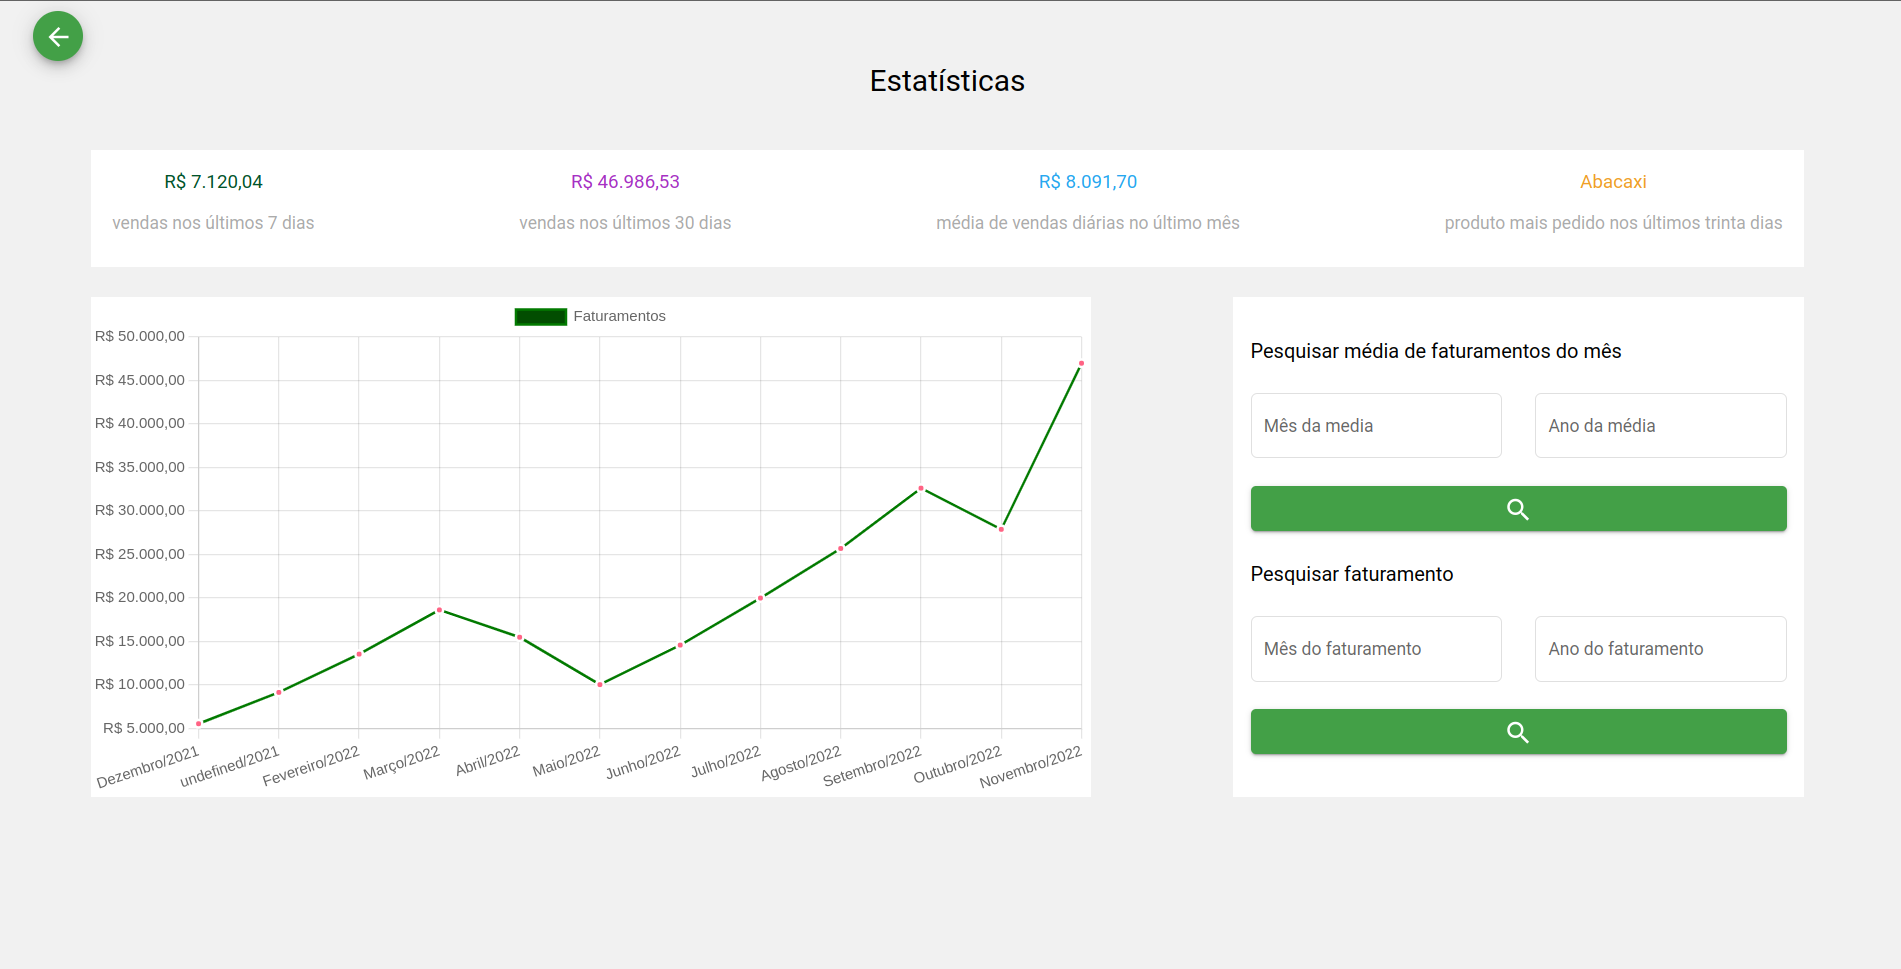 Estatísticas
R$ 7.120,04
vendas nos últimos 7 dias
R$ 46.986,53
vendas nos últimos 30 dias
R$ 8.091,70
média de vendas diárias no último mês
Abacaxi
produto mais pedido nos últimos trinta dias
Faturamentos
R$ 50.000,00
R$ 45.000,00
R$ 40.000,00
R$ 35.000,00
R$ 30.000,00
R$ 25.000,00
R$ 20.000,00
R$ 15.000,00
R$ 10.000,00
R$ 5.000,00
Dezembro/2021
undefined/2021
Fevereiro/2022
Março/2022
Abril/2022
Maio/2022
Junho/2022
Julho/2022
Agosto/2022
Setembro/2022
Outubro/2022
Novembro/2022
Pesquisar média de faturamentos do mês
Mês da media
Ano da média
Pesquisar faturamento
Mês do faturamento
Ano do faturamento